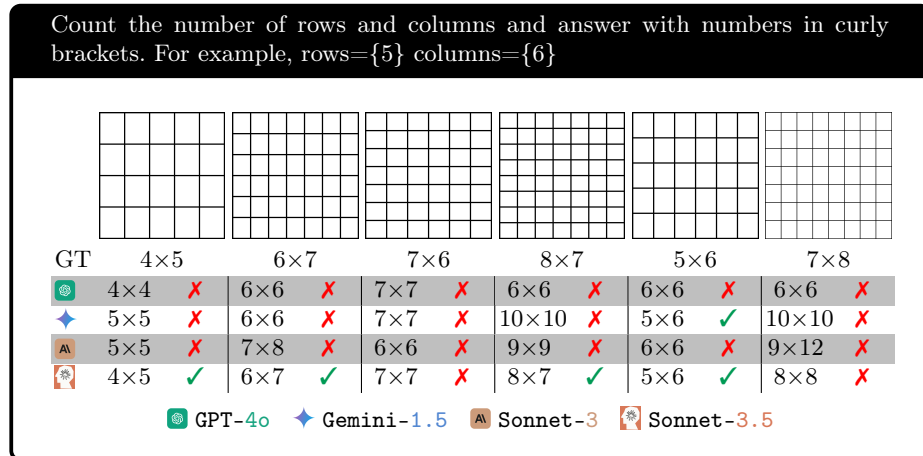 Count the number of rows and columns and answer with numbers in curly
brackets. For example, rows={5} columns={6}
GT 4×5 6×7 7×6 8×7 5×6 7×8
4×4 ✗ 6×6 ✗ 7×7 ✗ 6×6 ✗ 6×6 ✗ 6×6 ✗
5×5 ✗ 6×6 ✗ 7×7 ✗ 10×10 ✗ 5×6 ✓ 10×10 ✗
5×5 ✗ 7×8 ✗ 6×6 ✗ 9×9 ✗ 6×6 ✗ 9×12 ✗
4×5 ✓ 6×7 ✓ 7×7 ✗ 8×7 ✓ 5×6 ✓ 8×8 ✗
GPT-4o Gemini-1.5 Sonnet-3 Sonnet-3.5